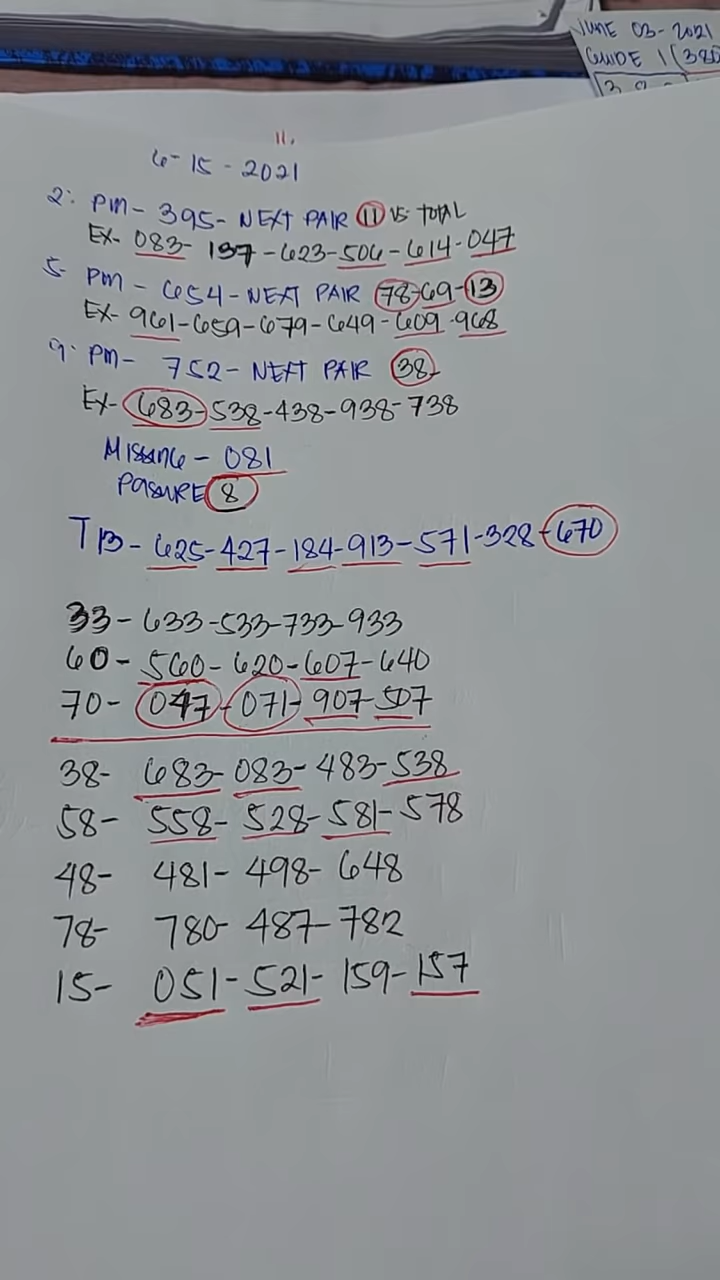 JUNE 03-2021
GUIDE 1 (380
11.
6-15-2021
2: PM- 395- NEXT PAIR 11 VS TOTAL
EX- 083- 137-623-506-614-047
5 PM- 654-NEXT PAIR 78-69-13
EX- 961-659-679-649-609-968
9: PM- 752- NEXT PAIR 38-
EX- 683-538-438-938-738
MISSING - 081
PASURE 8
TB- 625-427-184-913-571-328-670
33-633-533-733-933
60-560-620-607-640
70-047-071-907-507
38- 683-083-483-538
58- 558-528-581-578
48- 481-498-648
78- 780-487-782
15- 051-521-159-157